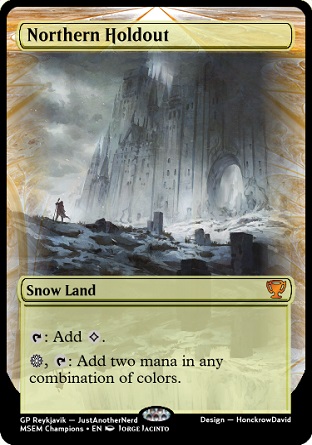 Northern Holdout
Snow Land
: Add .
, : Add two mana in any
combination of colors.
GP Reykjavik — JustAnotherNerd
Design — HonckrowDavid
MSEM Champions • EN Jorge Jacinto